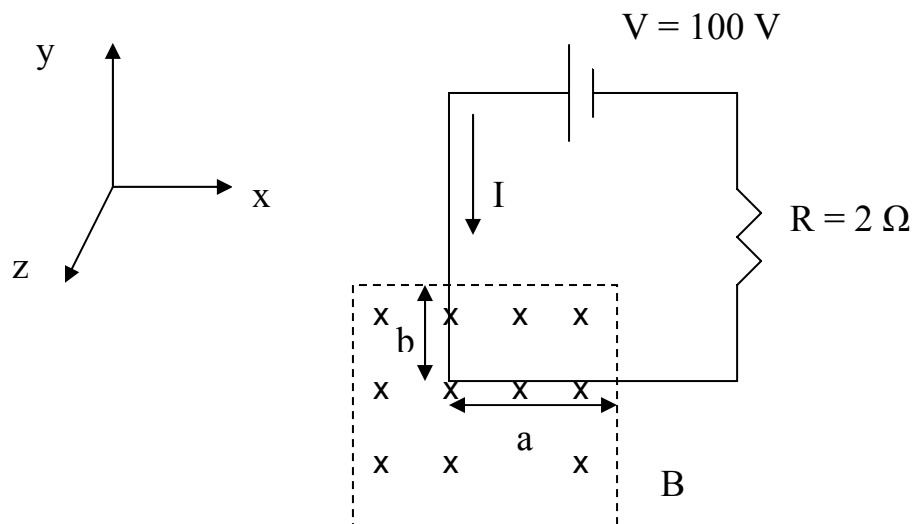 V = 100 V
y
x
z
I
R = 2 Ω
x x x x
b
x x x x
a
x x x
B